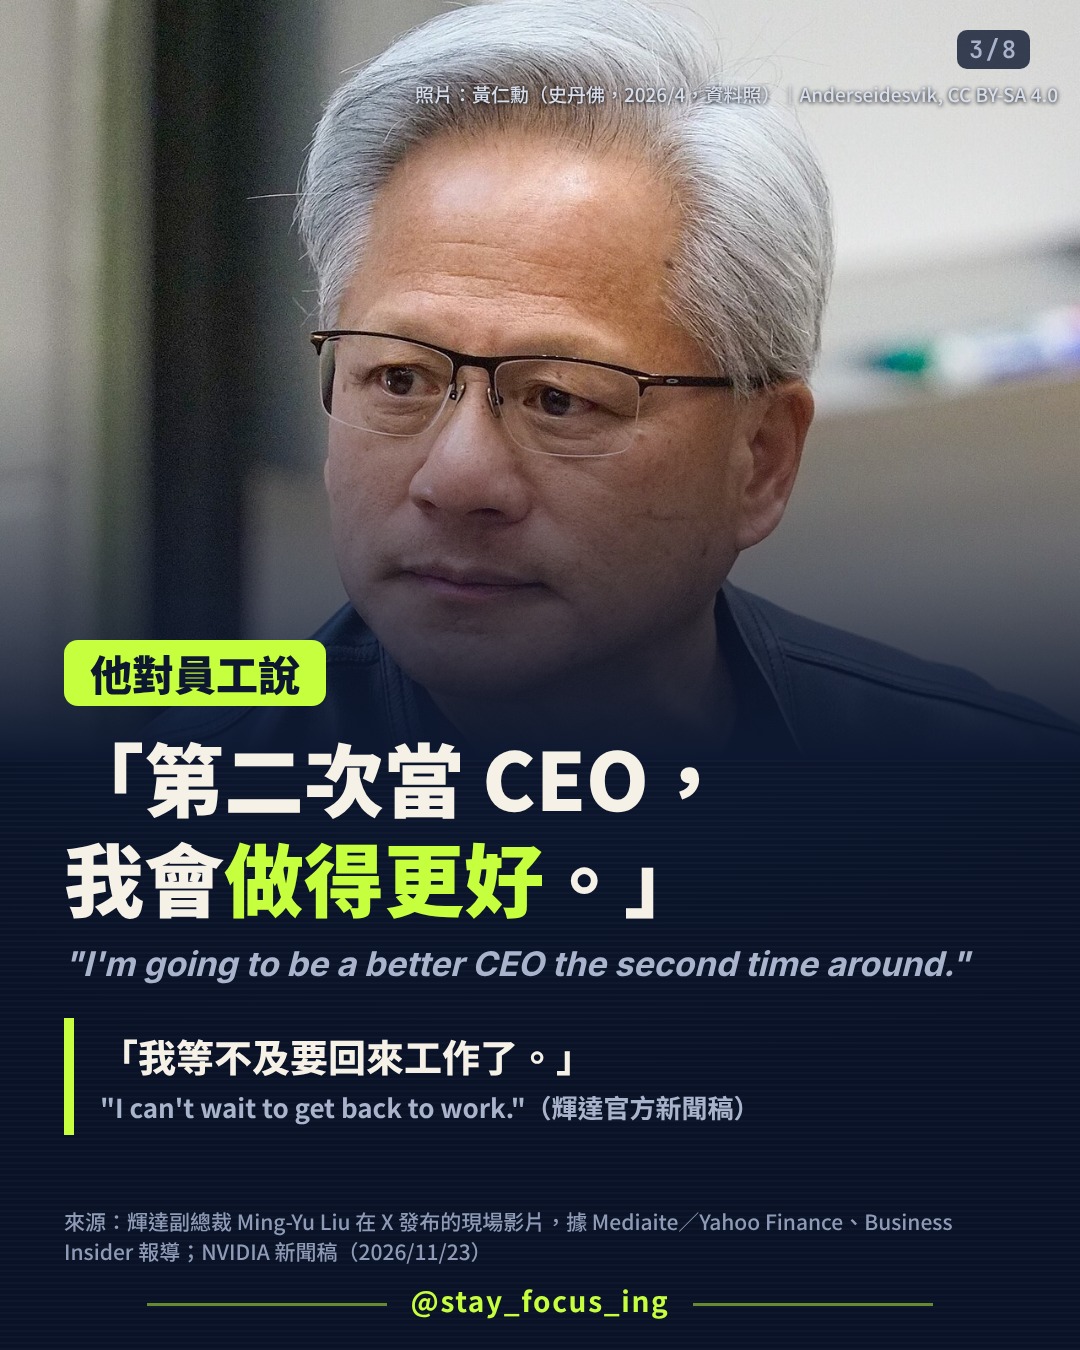 3/8
照片：黃仁勳（史丹佛，2026/4，資料照）｜Anderseidesvik, CC BY-SA 4.0
他對員工說
「第二次當 CEO，
我會做得更好。」
"I'm going to be a better CEO the second time around."
「我等不及要回來工作了。」
"I can't wait to get back to work."（輝達官方新聞稿）
來源：輝達副總裁 Ming-Yu Liu 在 X 發布的現場影片，據 Mediaite／Yahoo Finance、Business
Insider 報導；NVIDIA 新聞稿（2026/11/23）
@stay_focus_ing